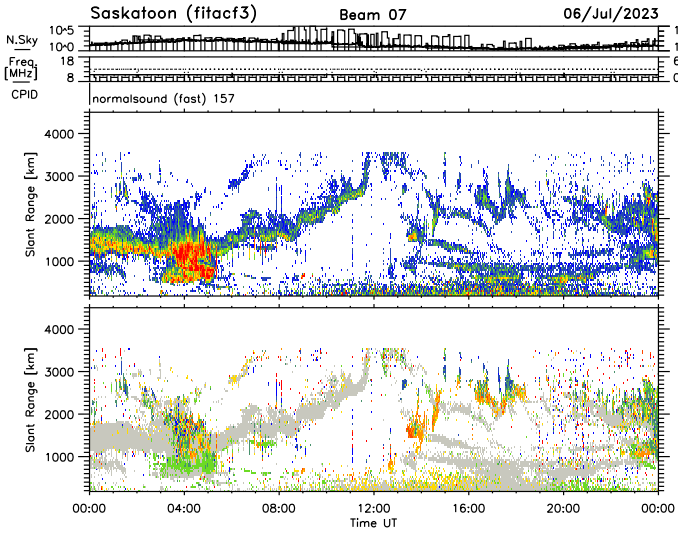 Saskatoon (fitacf3) Beam 07 06/Jul/2023
N.Sky 10^5 10^0
Freq. [MHz] 18 8
CPID normalsound (fast) 157
Slant Range [km] 4000 3000 2000 1000
Slant Range [km] 4000 3000 2000 1000
00:00 04:00 08:00 12:00 16:00 20:00 00:00
Time UT